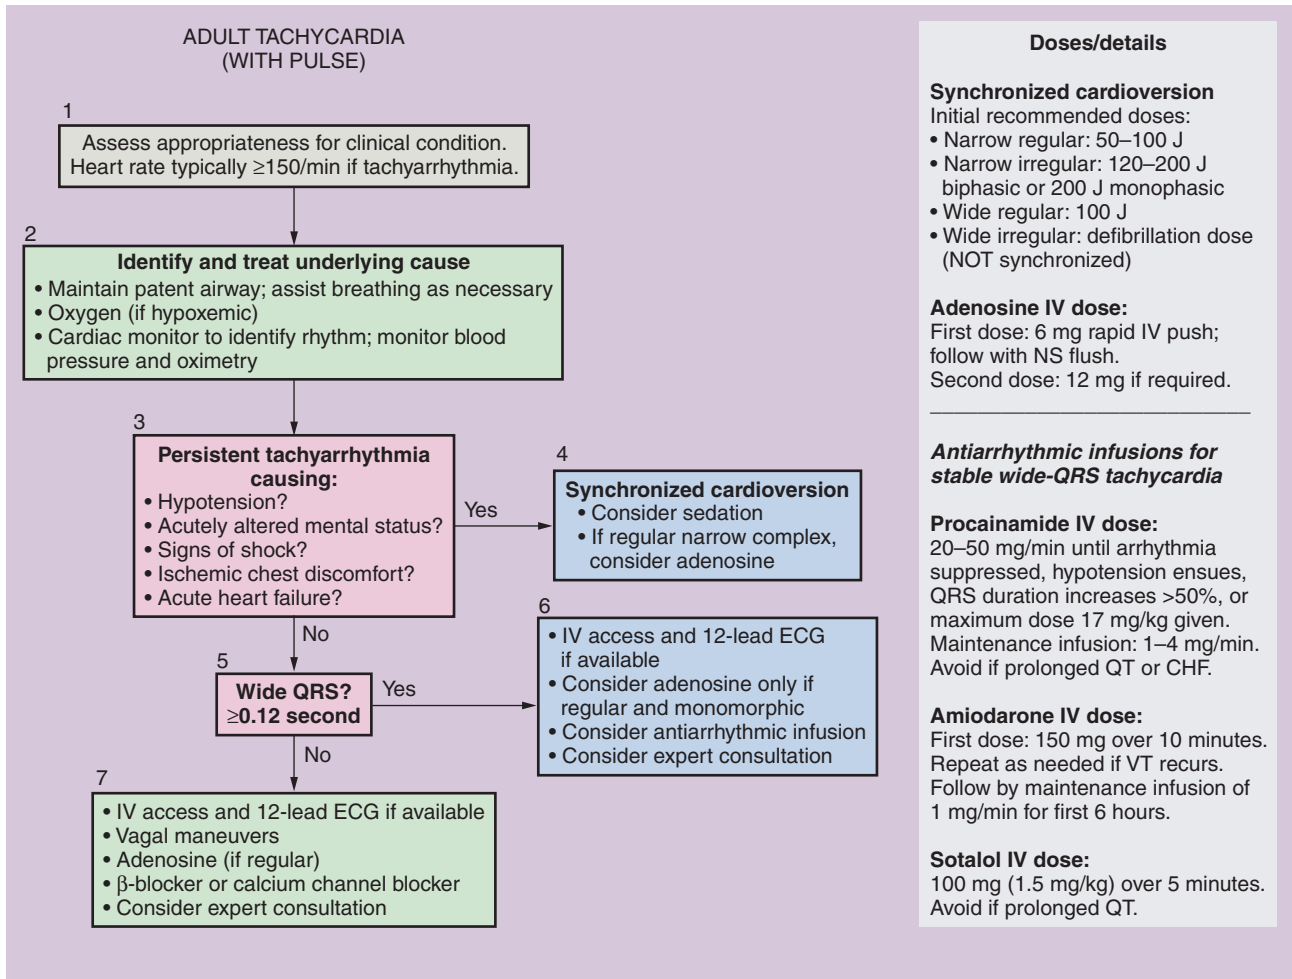 ADULT TACHYCARDIA
(WITH PULSE)
1
Assess appropriateness for clinical condition.
Heart rate typically ≥150/min if tachyarrhythmia.
2
Identify and treat underlying cause
• Maintain patent airway; assist breathing as necessary
• Oxygen (if hypoxemic)
• Cardiac monitor to identify rhythm; monitor blood
pressure and oximetry
3
Persistent tachyarrhythmia
causing:
• Hypotension?
• Acutely altered mental status?
• Signs of shock?
• Ischemic chest discomfort?
• Acute heart failure?
Yes
4
Synchronized cardioversion
• Consider sedation
• If regular narrow complex,
consider adenosine
No
5
Wide QRS?
≥0.12 second
Yes
6
• IV access and 12-lead ECG
if available
• Consider adenosine only if
regular and monomorphic
• Consider antiarrhythmic infusion
• Consider expert consultation
No
7
• IV access and 12-lead ECG if available
• Vagal maneuvers
• Adenosine (if regular)
• β-blocker or calcium channel blocker
• Consider expert consultation
Doses/details
Synchronized cardioversion
Initial recommended doses:
• Narrow regular: 50–100 J
• Narrow irregular: 120–200 J
biphasic or 200 J monophasic
• Wide regular: 100 J
• Wide irregular: defibrillation dose
(NOT synchronized)
Adenosine IV dose:
First dose: 6 mg rapid IV push;
follow with NS flush.
Second dose: 12 mg if required.
Antiarrhythmic infusions for
stable wide-QRS tachycardia
Procainamide IV dose:
20–50 mg/min until arrhythmia
suppressed, hypotension ensues,
QRS duration increases >50%, or
maximum dose 17 mg/kg given.
Maintenance infusion: 1–4 mg/min.
Avoid if prolonged QT or CHF.
Amiodarone IV dose:
First dose: 150 mg over 10 minutes.
Repeat as needed if VT recurs.
Follow by maintenance infusion of
1 mg/min for first 6 hours.
Sotalol IV dose:
100 mg (1.5 mg/kg) over 5 minutes.
Avoid if prolonged QT.